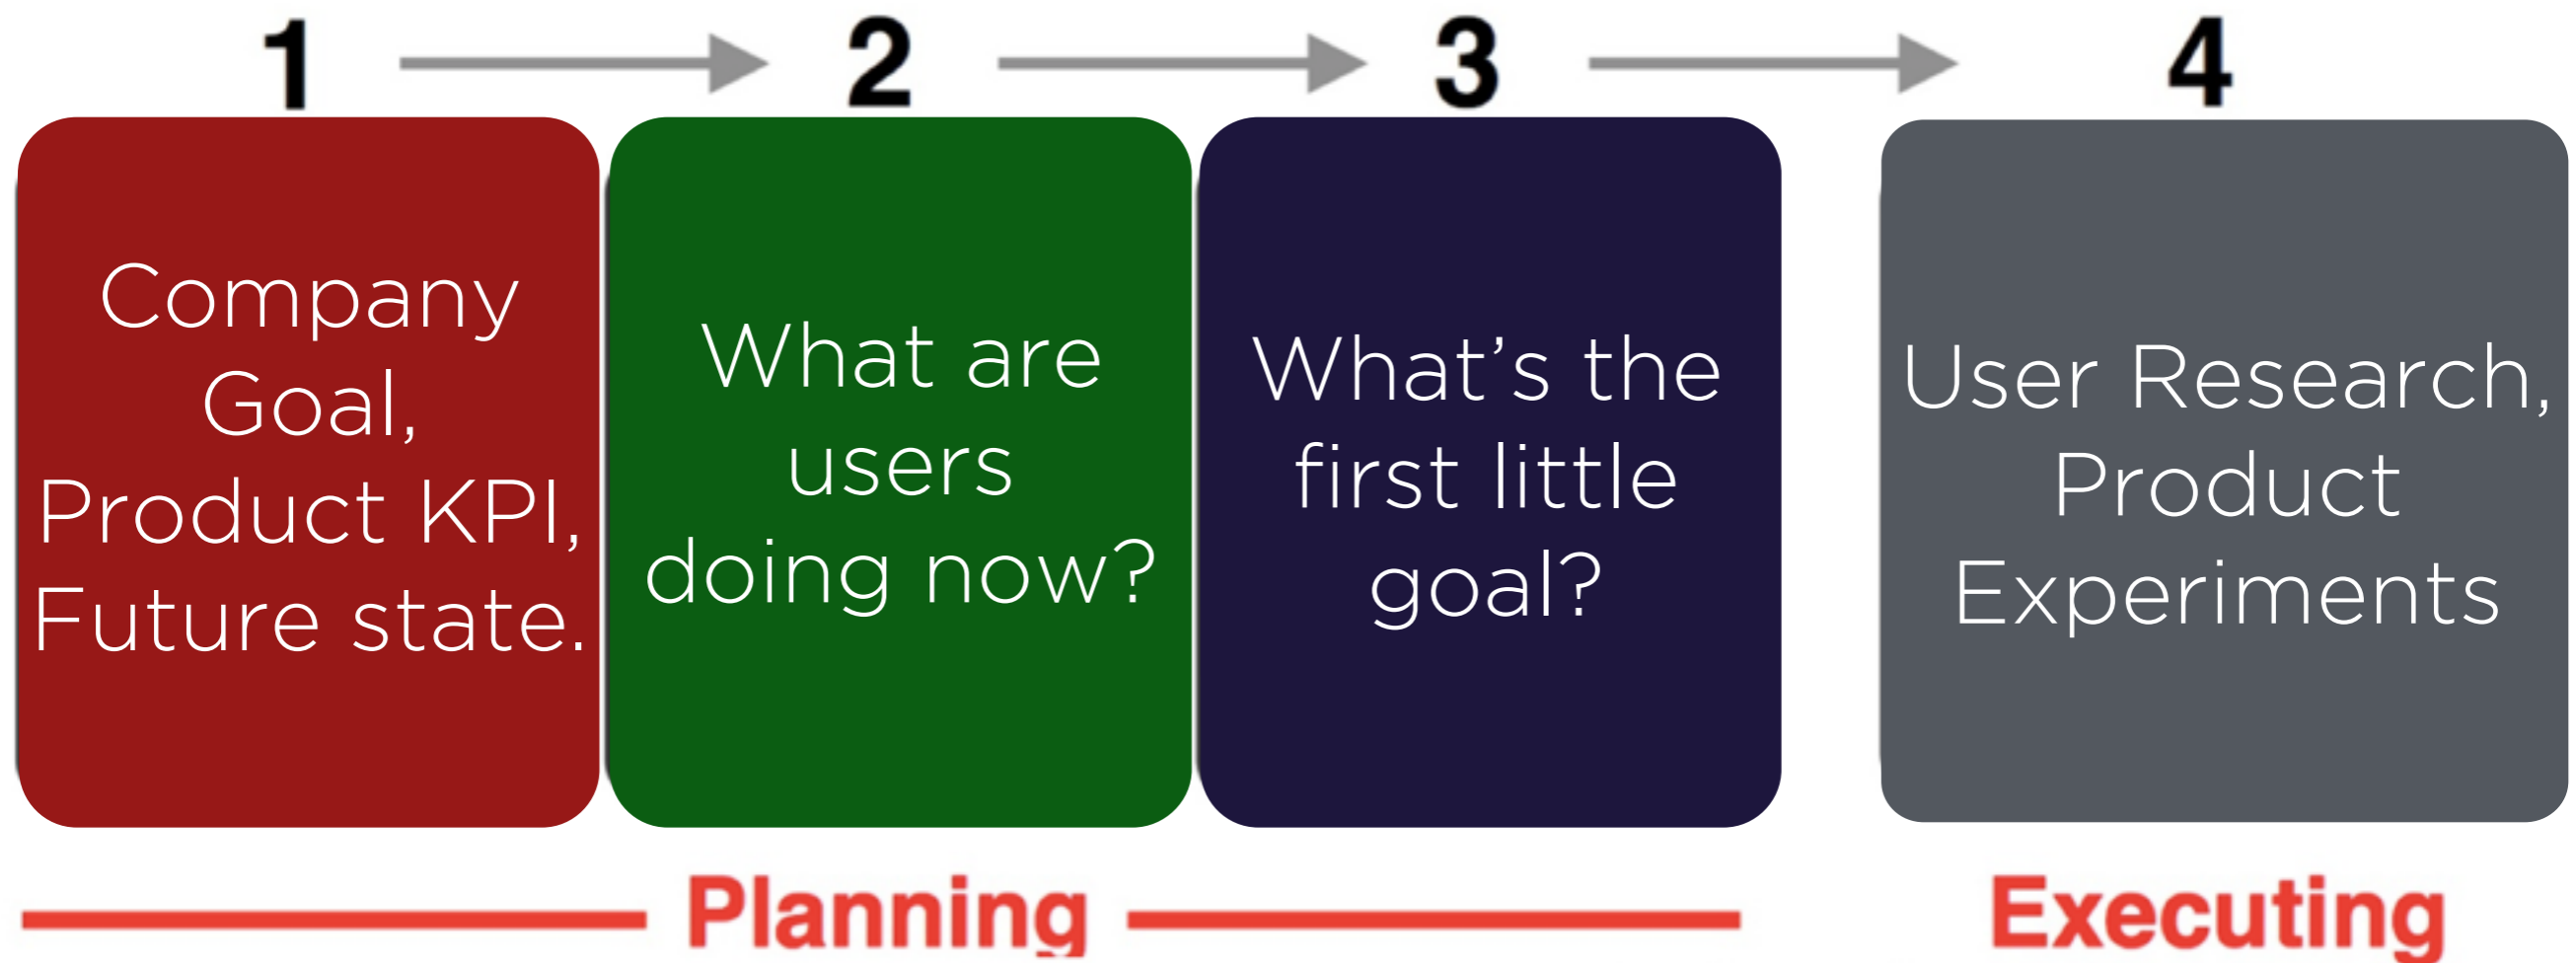 1
2
3
4
Company
Goal,
Product KPI,
Future state.
What are
users
doing now?
What’s the
first little
goal?
User Research,
Product
Experiments
Planning
Executing